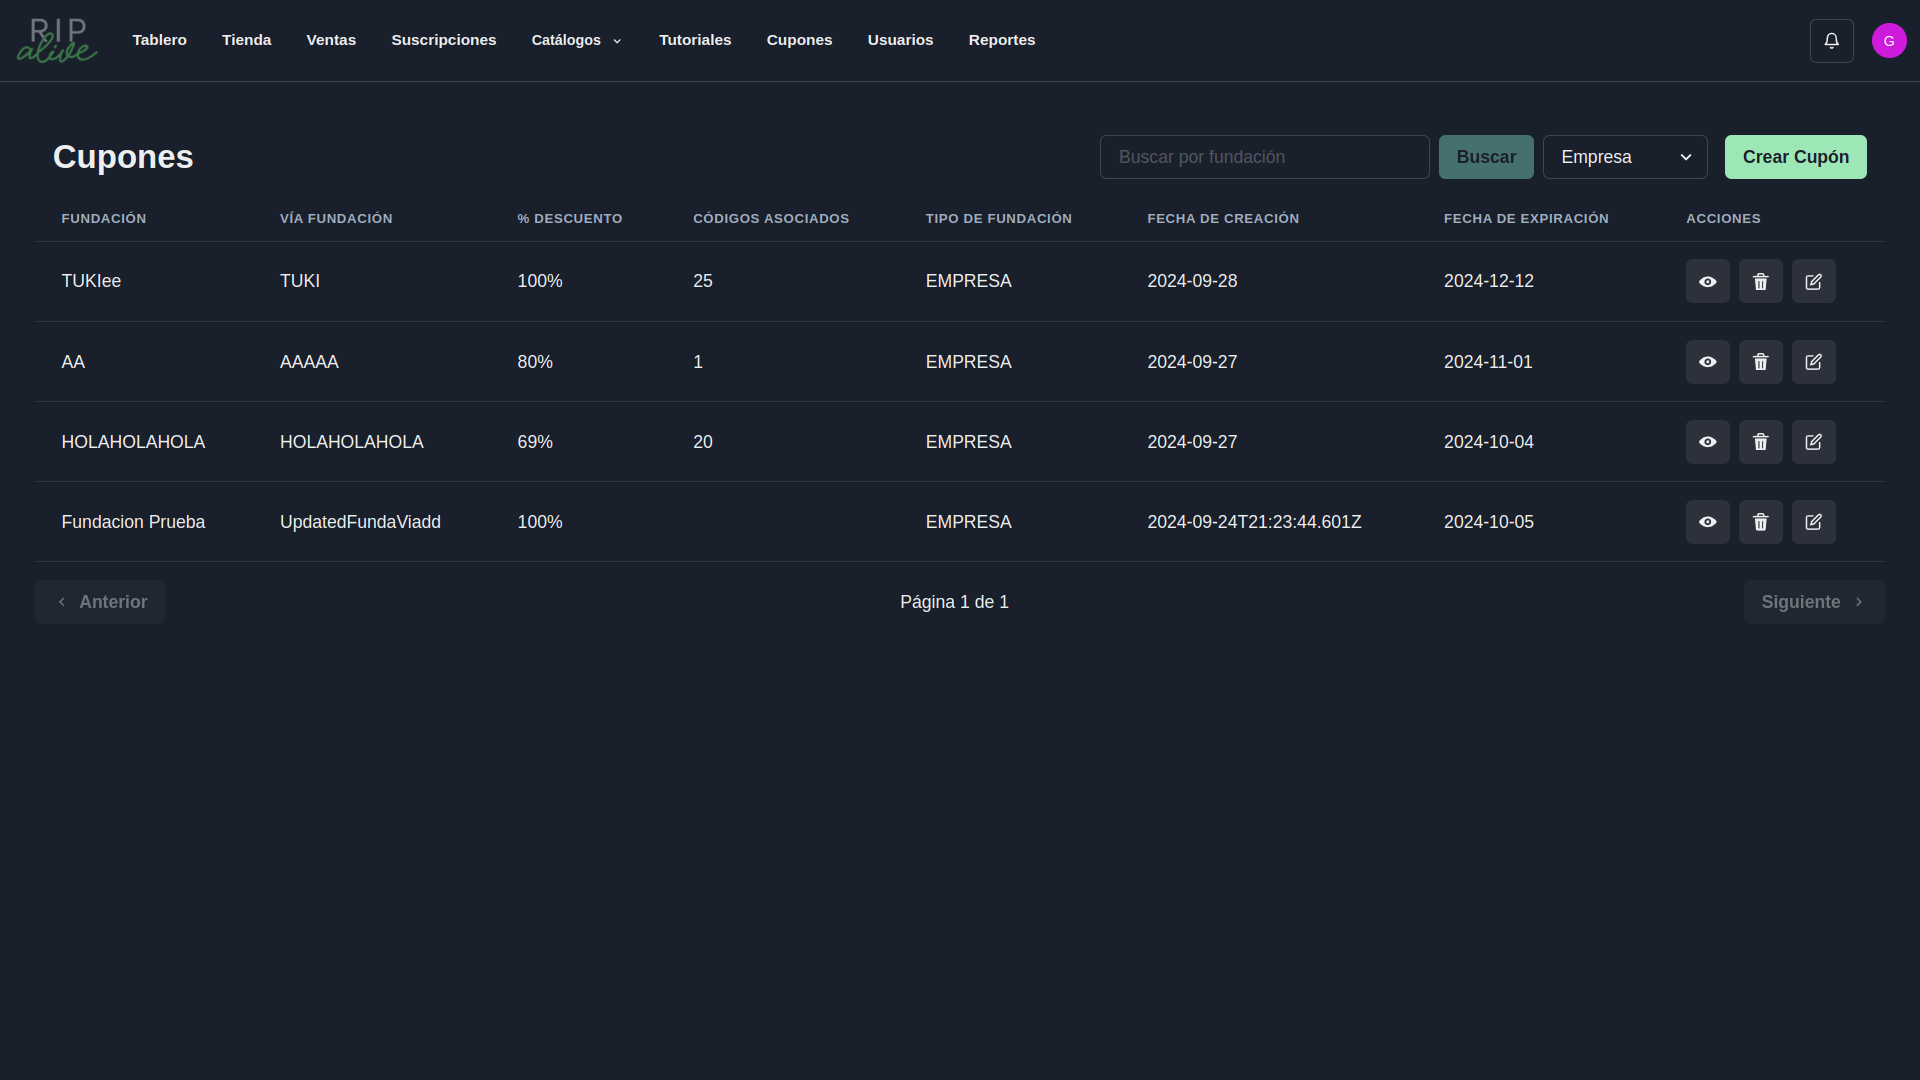 RIP
alive
Tablero Tienda Ventas Suscripciones Catálogos Tutoriales Cupones Usuarios Reportes G
Cupones Buscar por fundación Buscar Empresa Crear Cupón
FUNDACIÓN VÍA FUNDACIÓN % DESCUENTO CÓDIGOS ASOCIADOS TIPO DE FUNDACIÓN FECHA DE CREACIÓN FECHA DE EXPIRACIÓN ACCIONES
TUKIee TUKI 100% 25 EMPRESA 2024-09-28 2024-12-12
AA AAAAA 80% 1 EMPRESA 2024-09-27 2024-11-01
HOLAHOLAHOLA HOLAHOLAHOLA 69% 20 EMPRESA 2024-09-27 2024-10-04
Fundacion Prueba UpdatedFundaViadd 100% EMPRESA 2024-09-24T21:23:44.601Z 2024-10-05
Anterior Página 1 de 1 Siguiente